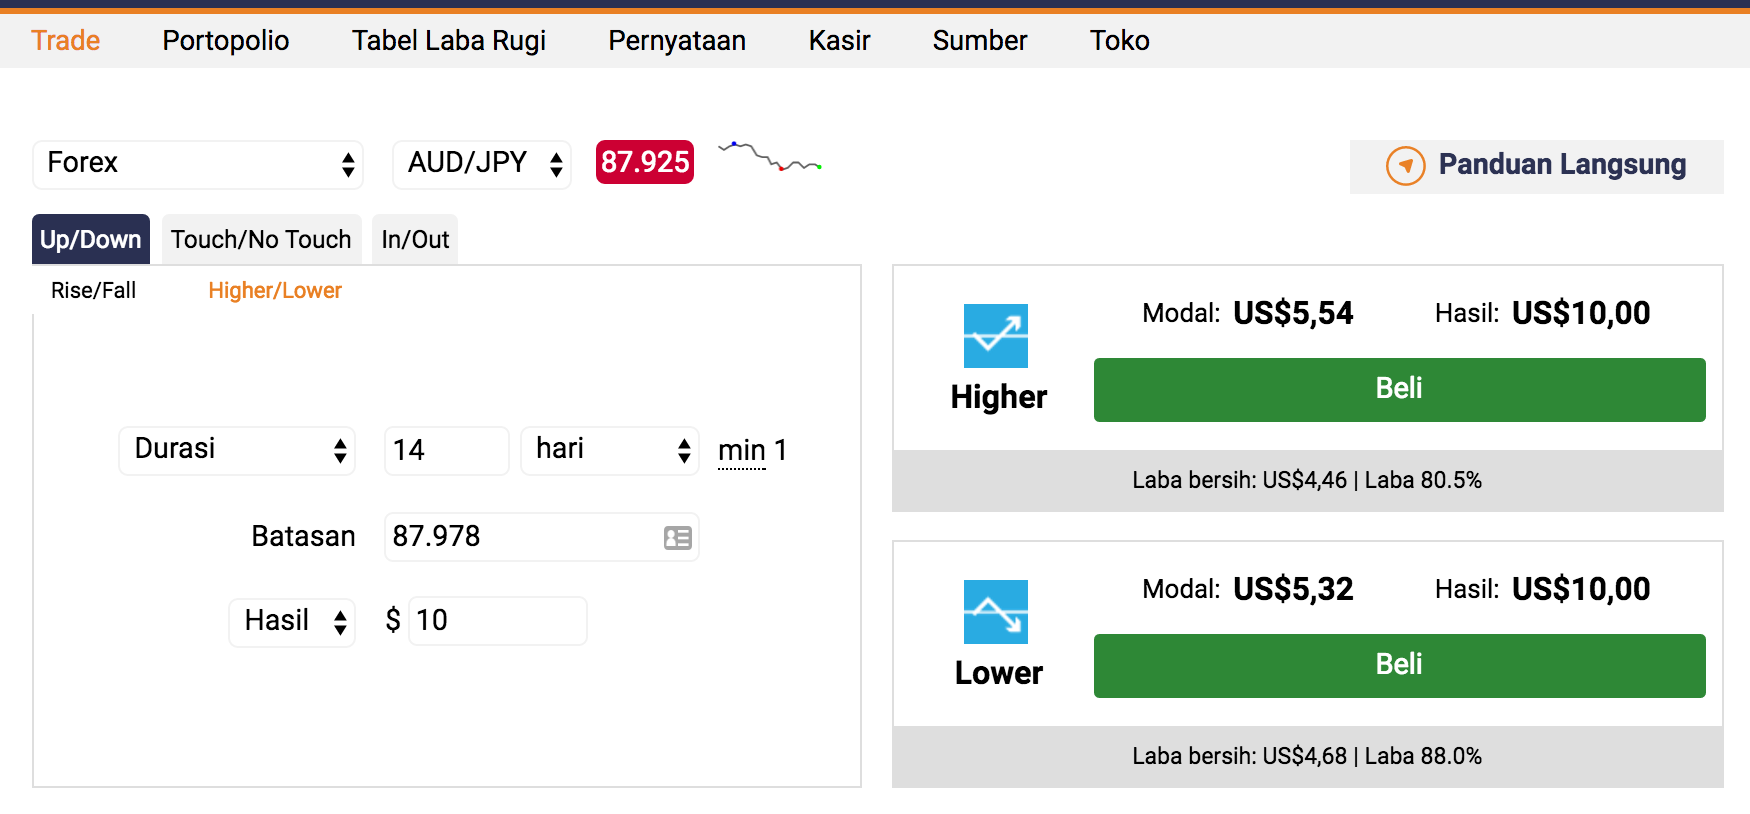 Trade Portopolio Tabel Laba Rugi Pernyataan Kasir Sumber Toko
Forex AUD/JPY 87.925 Panduan Langsung
Up/Down Touch/No Touch In/Out
Rise/Fall Higher/Lower
Durasi 14 hari min 1
Batasan 87.978
Hasil $ 10
Modal: US$5,54 Hasil: US$10,00
Higher Beli
Laba bersih: US$4,46 | Laba 80.5%
Modal: US$5,32 Hasil: US$10,00
Lower Beli
Laba bersih: US$4,68 | Laba 88.0%